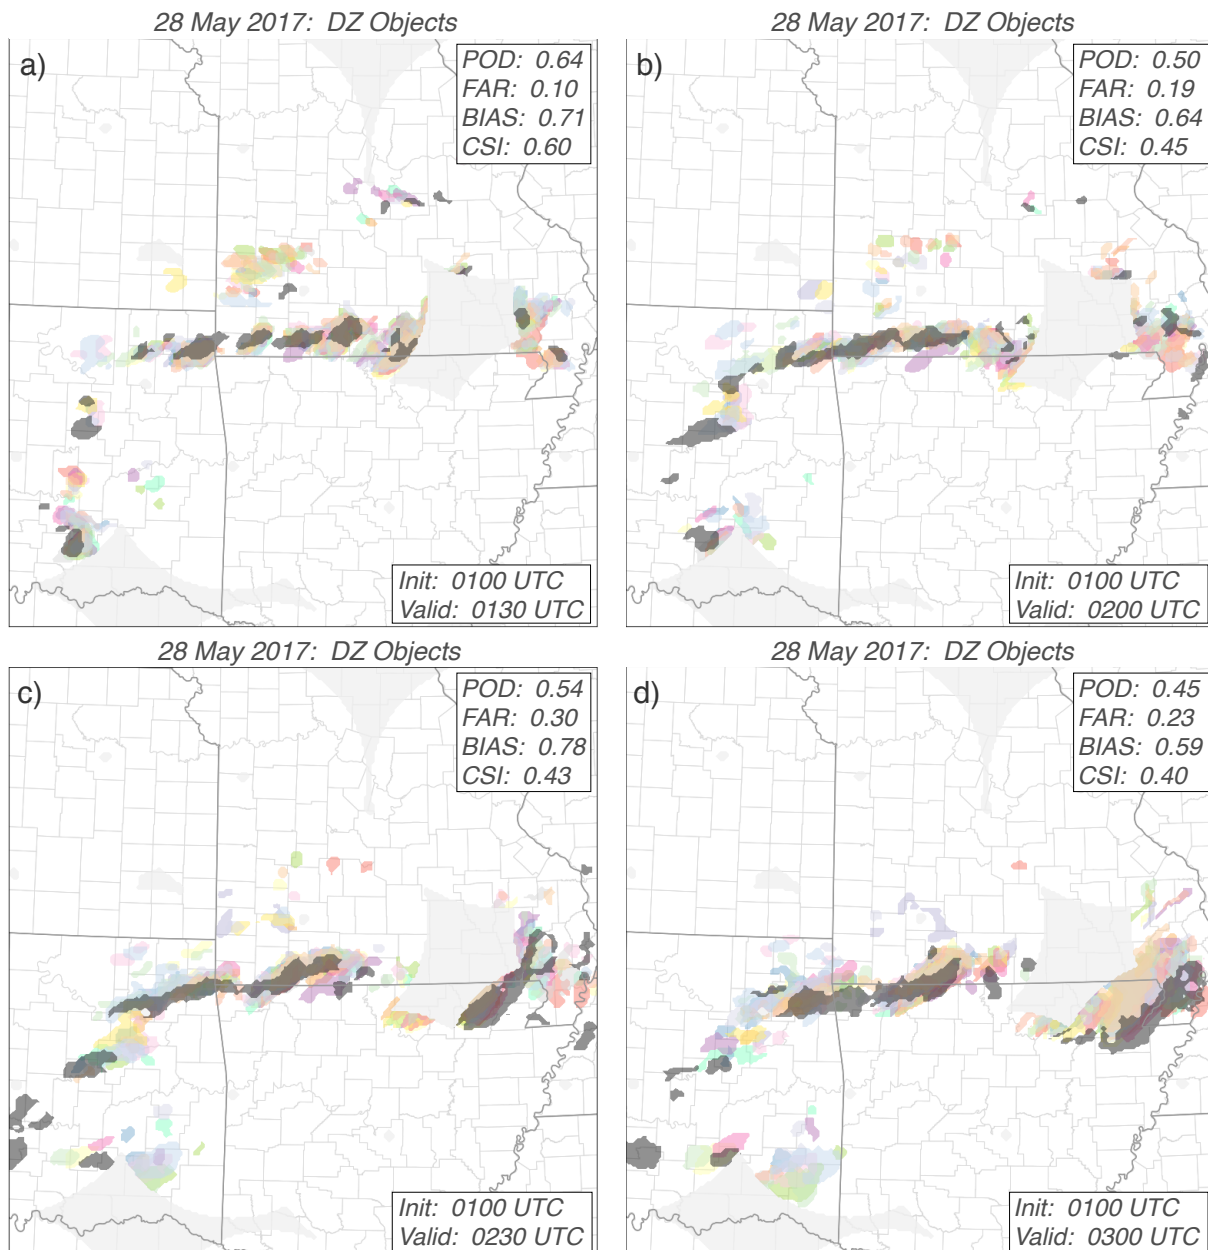 28 May 2017: DZ Objects
a)
POD: 0.64
FAR: 0.10
BIAS: 0.71
CSI: 0.60
Init: 0100 UTC
Valid: 0130 UTC
28 May 2017: DZ Objects
b)
POD: 0.50
FAR: 0.19
BIAS: 0.64
CSI: 0.45
Init: 0100 UTC
Valid: 0200 UTC
28 May 2017: DZ Objects
c)
POD: 0.54
FAR: 0.30
BIAS: 0.78
CSI: 0.43
Init: 0100 UTC
Valid: 0230 UTC
28 May 2017: DZ Objects
d)
POD: 0.45
FAR: 0.23
BIAS: 0.59
CSI: 0.40
Init: 0100 UTC
Valid: 0300 UTC